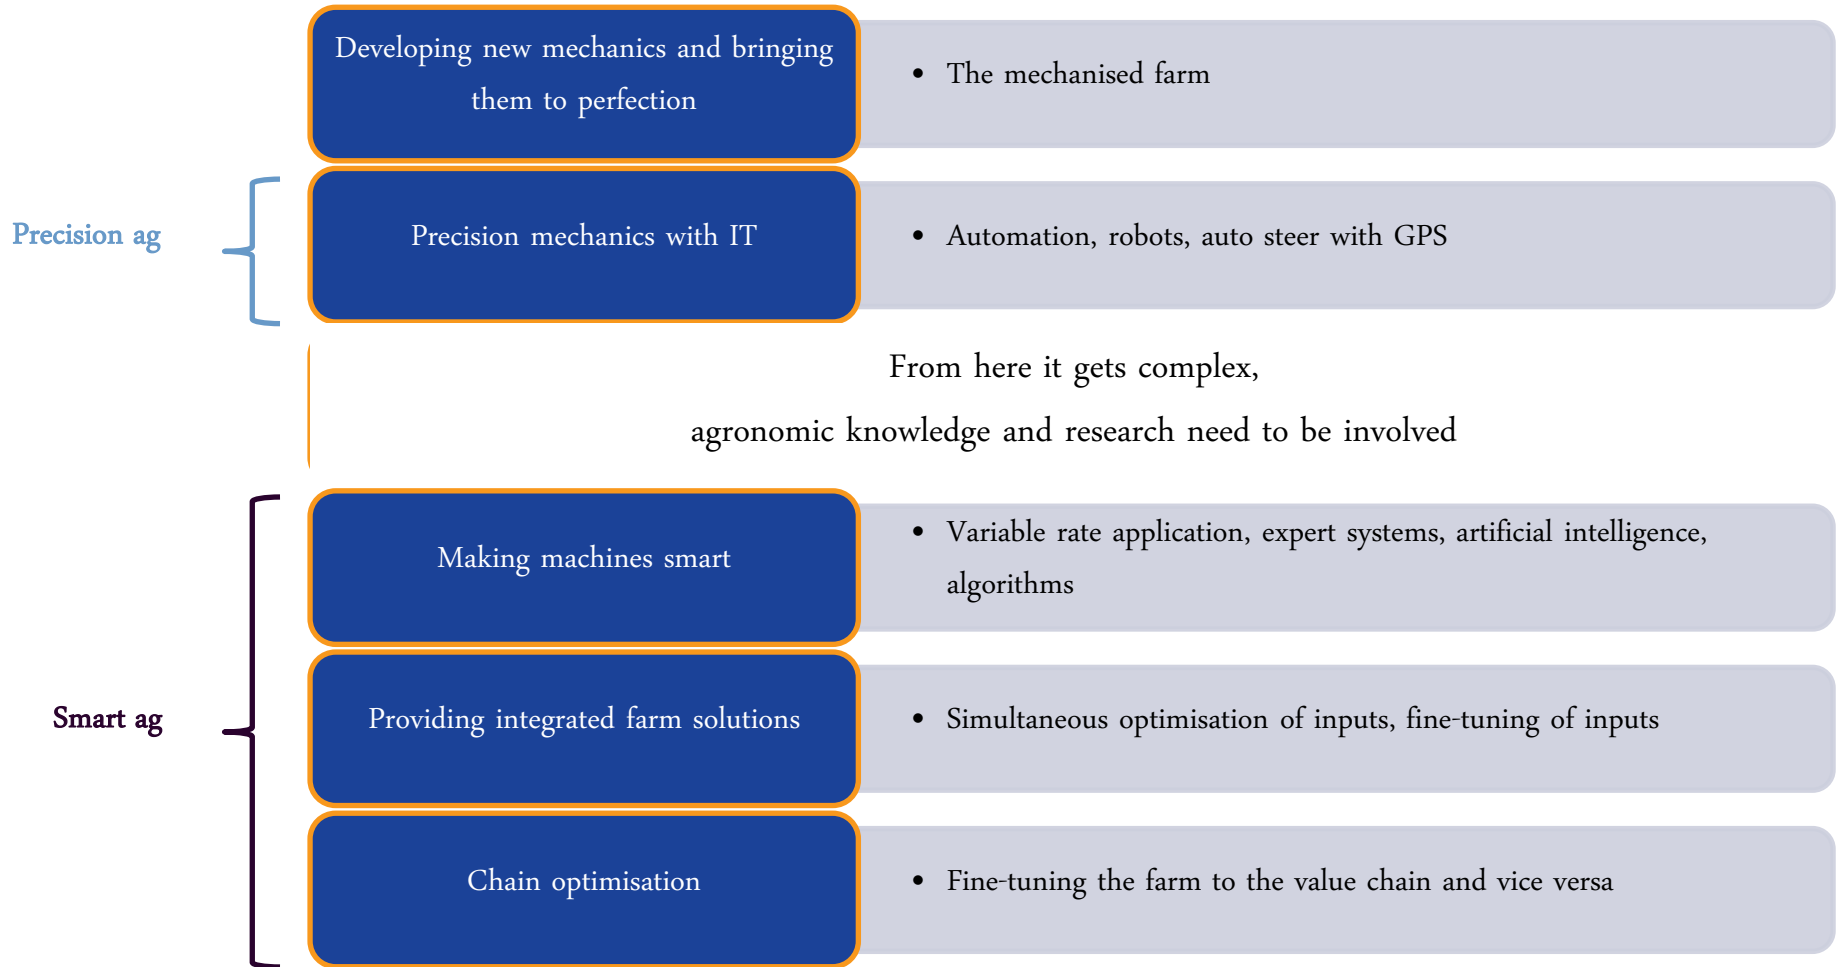 Developing new mechanics and bringing
them to perfection
• The mechanised farm
Precision ag
Precision mechanics with IT
• Automation, robots, auto steer with GPS
From here it gets complex,
agronomic knowledge and research need to be involved
Smart ag
Making machines smart
• Variable rate application, expert systems, artificial intelligence,
algorithms
Providing integrated farm solutions
• Simultaneous optimisation of inputs, fine-tuning of inputs
Chain optimisation
• Fine-tuning the farm to the value chain and vice versa